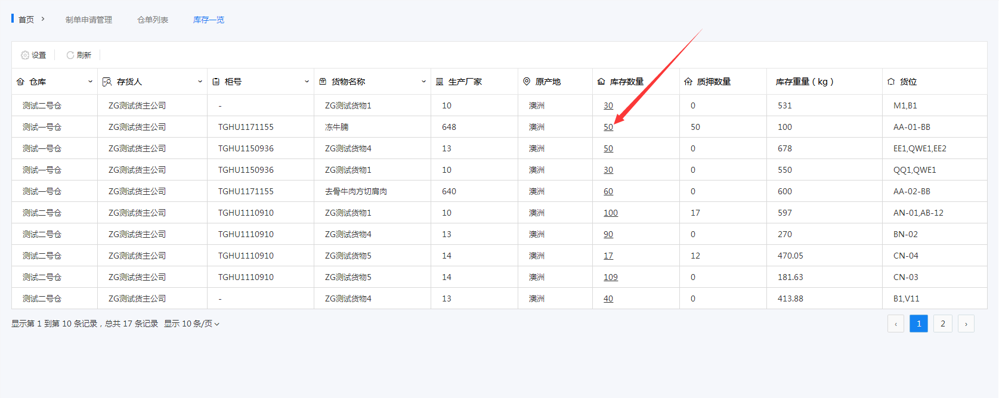 首页 › 制单申请管理 仓单列表 库存一览
设置 刷新
仓库 存货人 柜号 货物名称 生产厂家 原产地 库存数量 质押数量 库存重量（kg） 货位
测试二号仓 ZG测试货主公司 - ZG测试货物1 10 澳洲 30 0 531 M1,B1
测试一号仓 ZG测试货主公司 TGHU1171155 冻牛腩 648 澳洲 50 50 100 AA-01-BB
测试一号仓 ZG测试货主公司 TGHU1150936 ZG测试货物4 13 澳洲 50 0 678 EE1,QWE1,EE2
测试一号仓 ZG测试货主公司 TGHU1150936 ZG测试货物1 10 澳洲 30 0 550 QQ1,QWE1
测试一号仓 ZG测试货主公司 TGHU1171155 去骨牛肉方切肩肉 640 澳洲 60 0 600 AA-02-BB
测试二号仓 ZG测试货主公司 TGHU1110910 ZG测试货物1 10 澳洲 100 17 597 AN-01,AB-12
测试二号仓 ZG测试货主公司 TGHU1110910 ZG测试货物4 13 澳洲 90 0 270 BN-02
测试二号仓 ZG测试货主公司 TGHU1110910 ZG测试货物5 14 澳洲 17 12 470.05 CN-04
测试二号仓 ZG测试货主公司 TGHU1110910 ZG测试货物5 14 澳洲 109 0 181.63 CN-03
测试二号仓 ZG测试货主公司 - ZG测试货物4 13 澳洲 40 0 413.88 B1,V11
显示第 1 到第 10 条记录，总共 17 条记录 显示 10 条/页 ‹ 1 2 ›